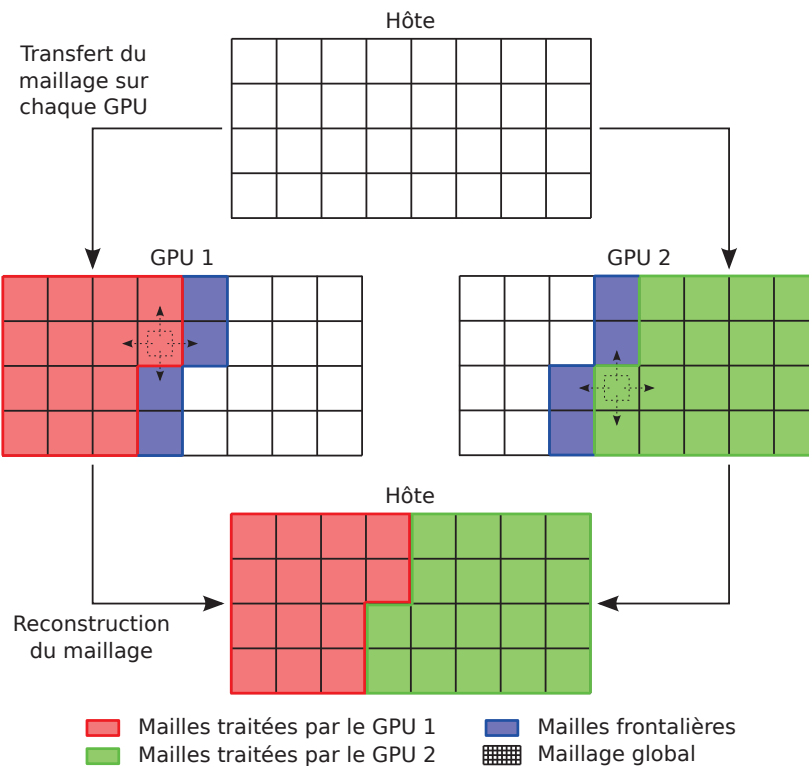 Hôte
Transfert du
maillage sur
chaque GPU
GPU 1
GPU 2
Hôte
Reconstruction
du maillage
Mailles traitées par le GPU 1
Mailles frontalières
Mailles traitées par le GPU 2
Maillage global